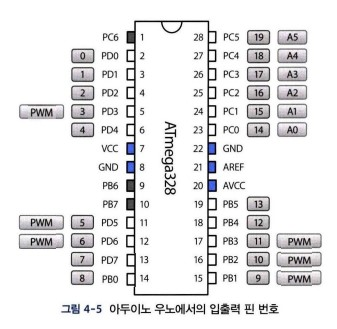 PC6 1 28 PC5 19 A5
0 PD0 2 27 PC4 18 A4
1 PD1 3 26 PC3 17 A3
2 PD2 4 25 PC2 16 A2
PWM 3 PD3 5 24 PC1 15 A1
4 PD4 6 23 PC0 14 A0
VCC 7 22 GND
GND 8 21 AREF
PB6 9 20 AVCC
PB7 10 19 PB5 13
PWM 5 PD5 11 18 PB4 12
PWM 6 PD6 12 17 PB3 11 PWM
7 PD7 13 16 PB2 10 PWM
8 PB0 14 15 PB1 9 PWM
ATmega328
그림 4-5 아두이노 우노에서의 입출력 핀 번호